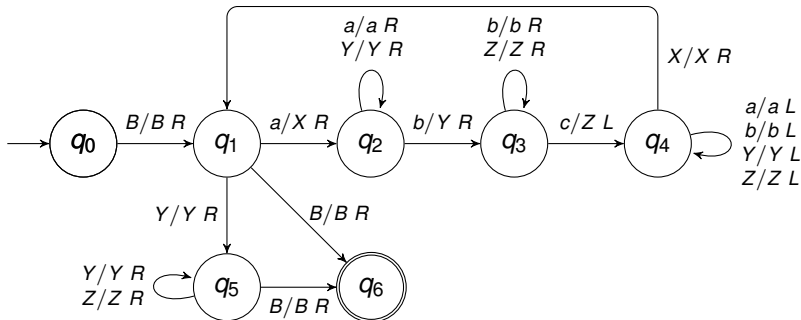 a/a R
Y/Y R
b/b R
Z/Z R
X/X R
q0
B/B R
q1
a/X R
q2
b/Y R
q3
c/Z L
q4
a/a L
b/b L
Y/Y L
Z/Z L
Y/Y R
B/B R
Y/Y R
Z/Z R
q5
B/B R
q6